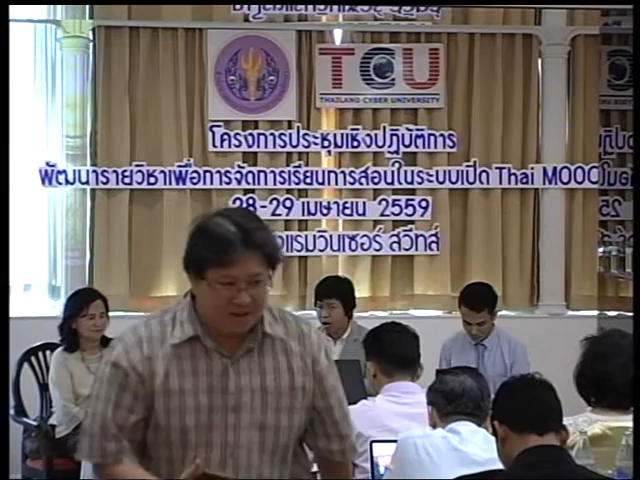 TCU
THAILAND CYBER UNIVERSITY
โครงการประชุมเชิงปฏิบัติการ
พัฒนารายวิชาเพื่อการจัดการเรียนการสอนในระบบเปิด Thai MOOC
28-29 เมษายน 2559
แรมวินเซอร์ สวีทส์